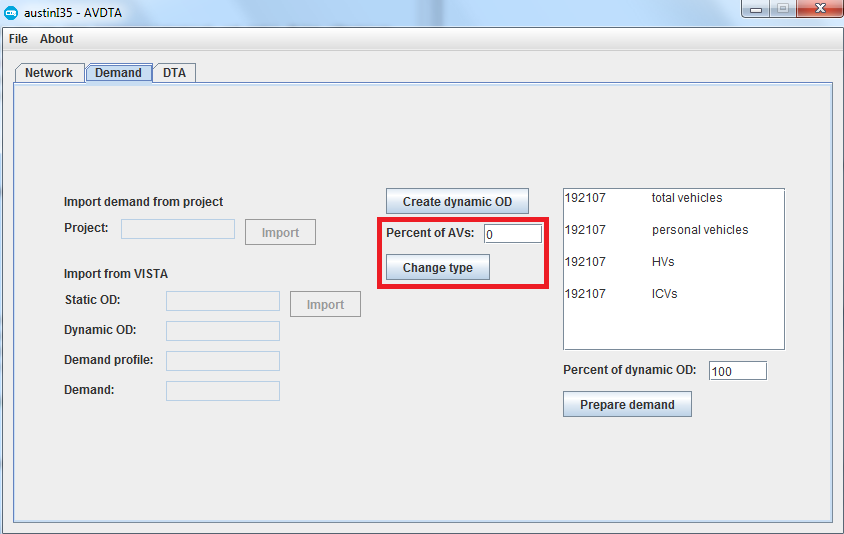 austinI35 - AVDTA
File About
Network Demand DTA
Import demand from project
Project: Import
Import from VISTA
Static OD: Import
Dynamic OD:
Demand profile:
Demand:
Create dynamic OD
Percent of AVs: 0
Change type
192107 total vehicles
192107 personal vehicles
192107 HVs
192107 ICVs
Percent of dynamic OD: 100
Prepare demand